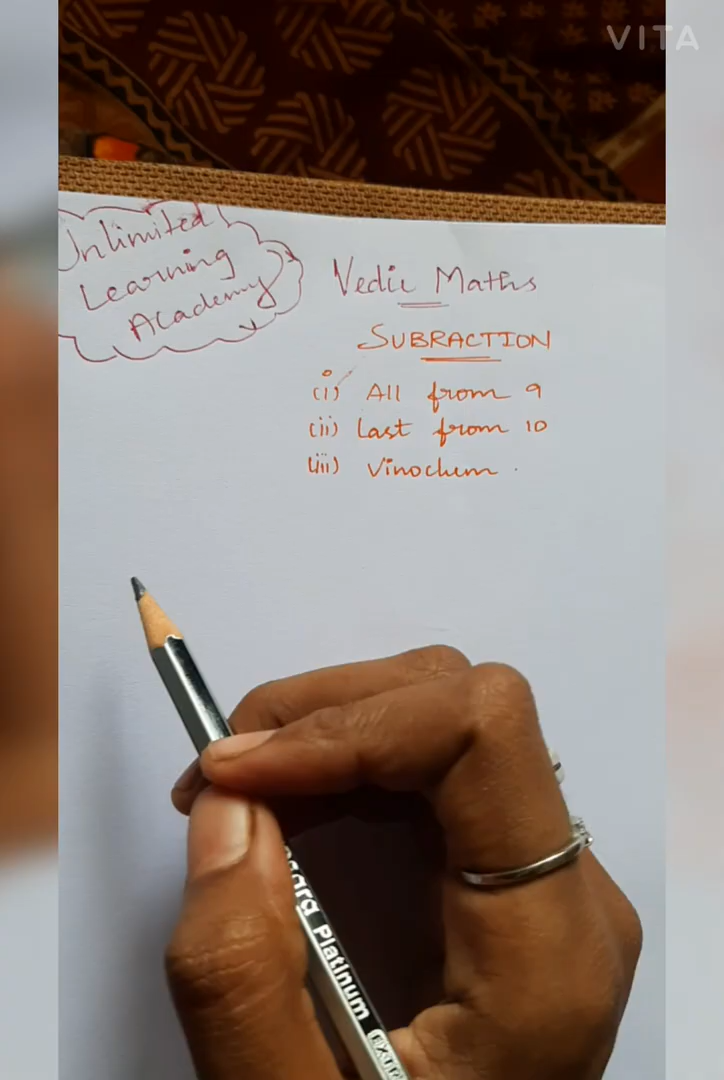 VITA
Unlimited
Learning
Academy
Vedic Maths
SUBRACTION
(i) All from 9
(ii) Last from 10
(iii) Vinoclum .
Platinum